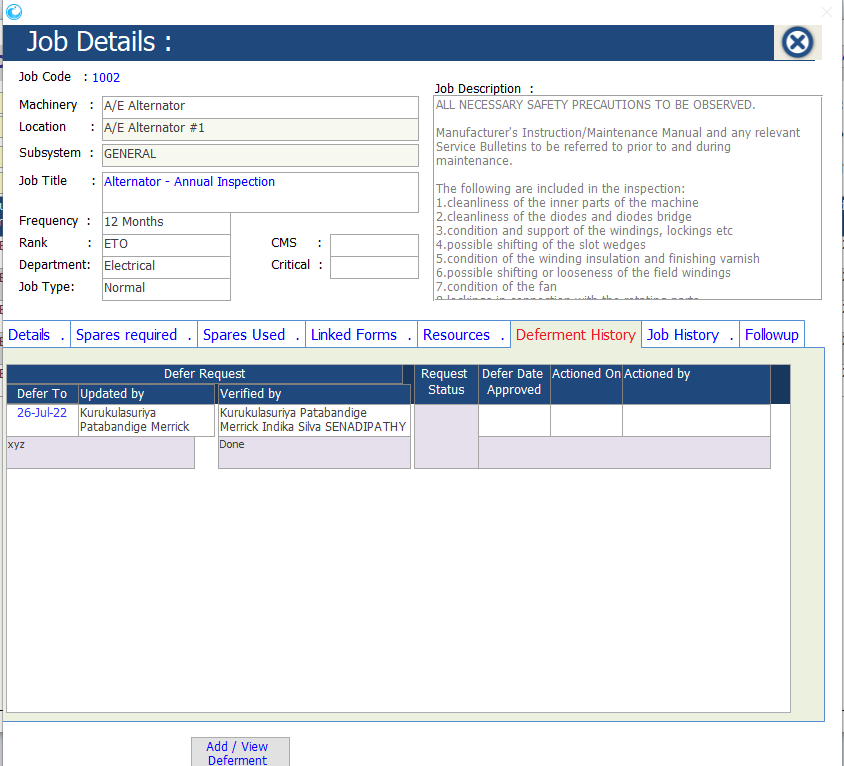 Job Details :
Job Code : 1002
Machinery : A/E Alternator
Location : A/E Alternator #1
Subsystem : GENERAL
Job Title : Alternator - Annual Inspection
Frequency : 12 Months
Rank : ETO
CMS :
Department: Electrical
Critical :
Job Type: Normal
Job Description :
ALL NECESSARY SAFETY PRECAUTIONS TO BE OBSERVED.
Manufacturer's Instruction/Maintenance Manual and any relevant
Service Bulletins to be referred to prior to and during
maintenance.
The following are included in the inspection:
1.cleanliness of the inner parts of the machine
2.cleanliness of the diodes and diodes bridge
3.condition and support of the windings, lockings etc
4.possible shifting of the slot wedges
5.condition of the winding insulation and finishing varnish
6.possible shifting or looseness of the field windings
7.condition of the fan
8.lockings in connection with the rotating parts
Details . Spares required . Spares Used . Linked Forms . Resources . Deferment History Job History . Followup
Defer Request
Request Status
Defer Date Approved
Actioned On
Actioned by
Defer To Updated by Verified by
26-Jul-22
Kurukulasuriya
Patabandige Merrick
Kurukulasuriya Patabandige
Merrick Indika Silva SENADIPATHY
xyz
Done
Add / View
Deferment